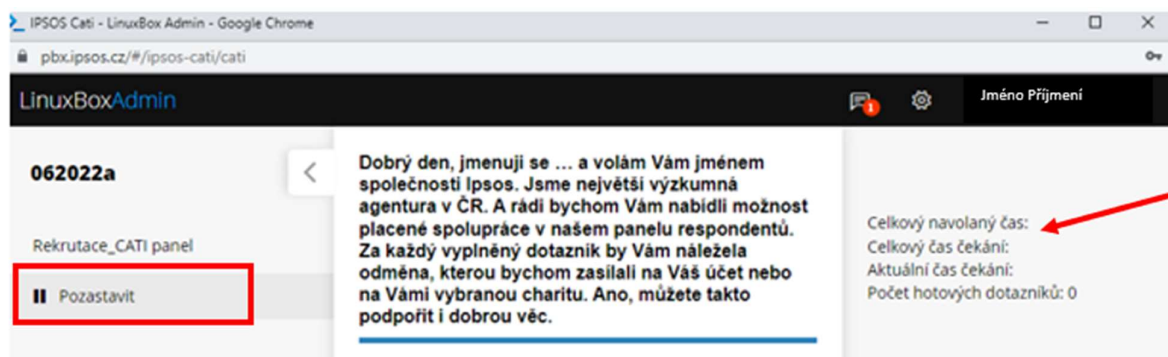 IPSOS Cati - LinuxBox Admin - Google Chrome
pbx.ipsos.cz/#/ipsos-cati/cati
LinuxBoxAdmin
1
Jméno Příjmení
062022a
Rekrutace_CATI panel
Pozastavit
Dobrý den, jmenuji se ... a volám Vám jménem
společnosti Ipsos. Jsme největší výzkumná
agentura v ČR. A rádi bychom Vám nabídli možnost
placené spolupráce v našem panelu respondentů.
Za každý vyplněný dotazník by Vám náležela
odměna, kterou bychom zasílali na Váš účet nebo
na Vámi vybranou charitu. Ano, můžete takto
podpořit i dobrou věc.
Celkový navolaný čas:
Celkový čas čekání:
Aktuální čas čekání:
Počet hotových dotazníků: 0